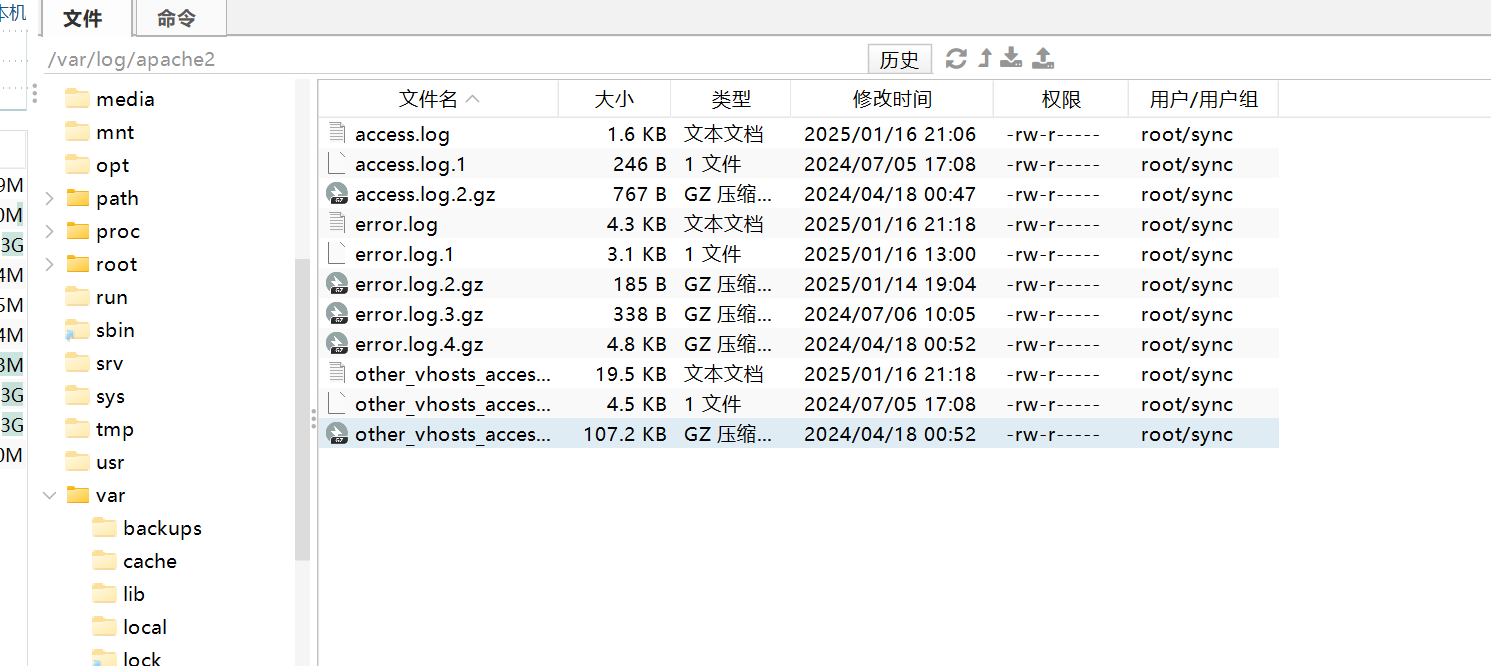 本机
文件 命令
/var/log/apache2 历史
文件名 大小 类型 修改时间 权限 用户/用户组
media
mnt
opt
path
proc
root
run
sbin
srv
sys
tmp
usr
var
backups
cache
lib
local
lock
access.log 1.6 KB 文本文档 2025/01/16 21:06 -rw-r----- root/sync
access.log.1 246 B 1 文件 2024/07/05 17:08 -rw-r----- root/sync
access.log.2.gz 767 B GZ 压缩... 2024/04/18 00:47 -rw-r----- root/sync
error.log 4.3 KB 文本文档 2025/01/16 21:18 -rw-r----- root/sync
error.log.1 3.1 KB 1 文件 2025/01/16 13:00 -rw-r----- root/sync
error.log.2.gz 185 B GZ 压缩... 2025/01/14 19:04 -rw-r----- root/sync
error.log.3.gz 338 B GZ 压缩... 2024/07/06 10:05 -rw-r----- root/sync
error.log.4.gz 4.8 KB GZ 压缩... 2024/04/18 00:52 -rw-r----- root/sync
other_vhosts_acces... 19.5 KB 文本文档 2025/01/16 21:18 -rw-r----- root/sync
other_vhosts_acces... 4.5 KB 1 文件 2024/07/05 17:08 -rw-r----- root/sync
other_vhosts_acces... 107.2 KB GZ 压缩... 2024/04/18 00:52 -rw-r----- root/sync